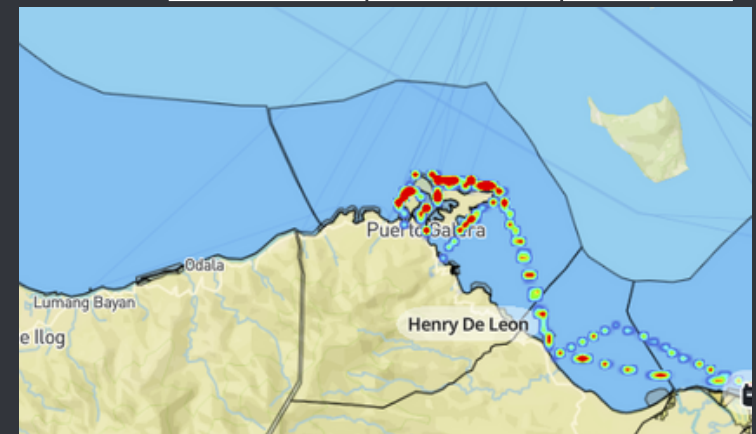 Puerto Galera
Odala
Lumang Bayan
Henry De Leon
e Ilog